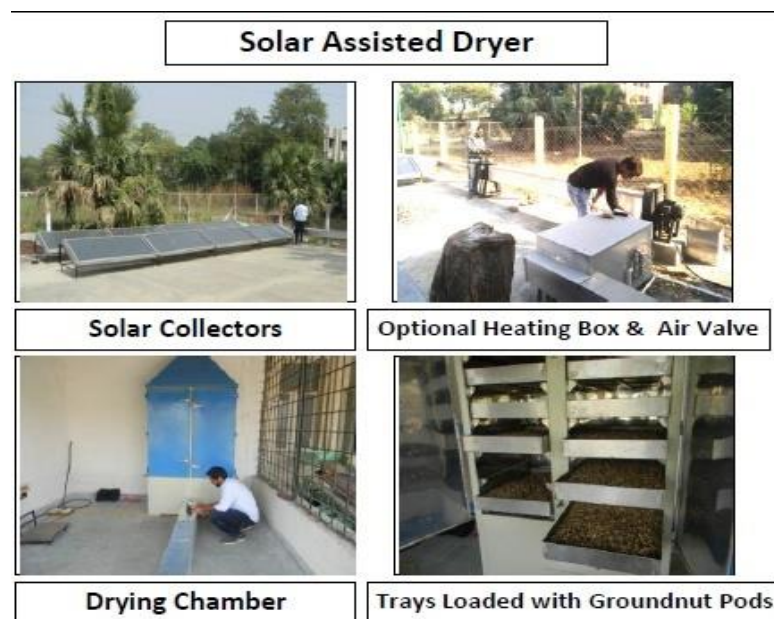 Solar Assisted Dryer
Solar Collectors
Optional Heating Box & Air Valve
Drying Chamber
Trays Loaded with Groundnut Pods